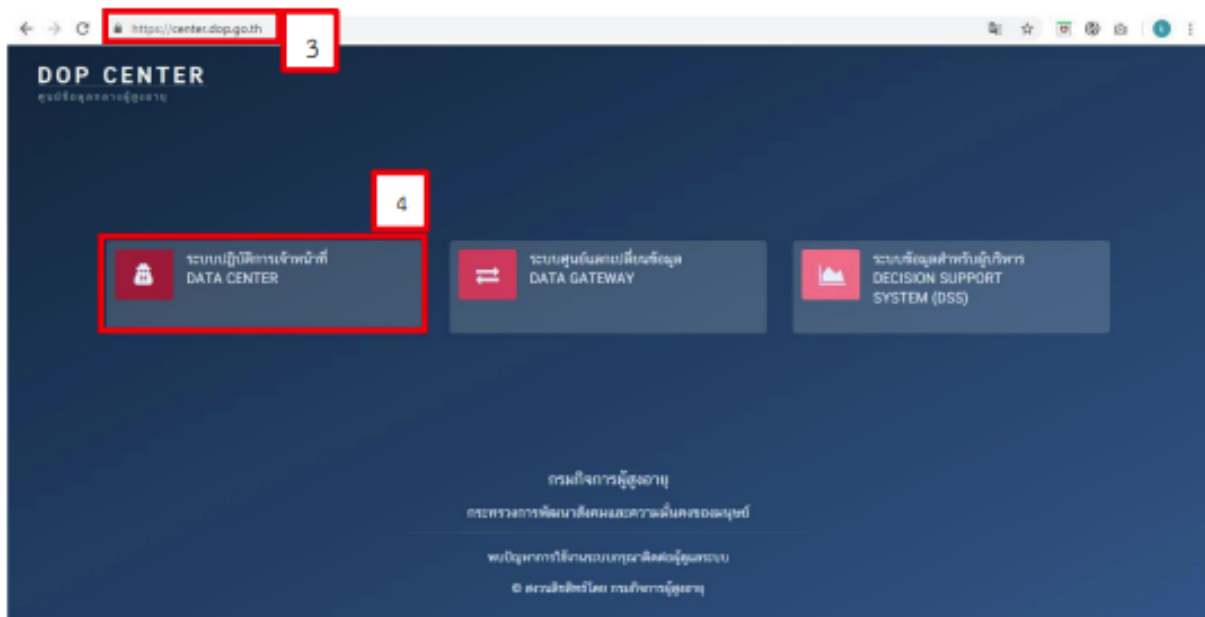 https://center.dop.go.th
3
DOP CENTER
ศูนย์ข้อมูลกลางผู้สูงอายุ
4
ระบบปฏิบัติการเจ้าหน้าที่
DATA CENTER
ระบบศูนย์แลกเปลี่ยนข้อมูล
DATA GATEWAY
ระบบข้อมูลสำหรับผู้บริหาร
DECISION SUPPORT
SYSTEM (DSS)
กรมกิจการผู้สูงอายุ
กระทรวงการพัฒนาสังคมและความมั่นคงของมนุษย์
พบปัญหาการใช้งานระบบกรุณาติดต่อผู้ดูแลระบบ
© สงวนลิขสิทธิ์โดย กรมกิจการผู้สูงอายุ